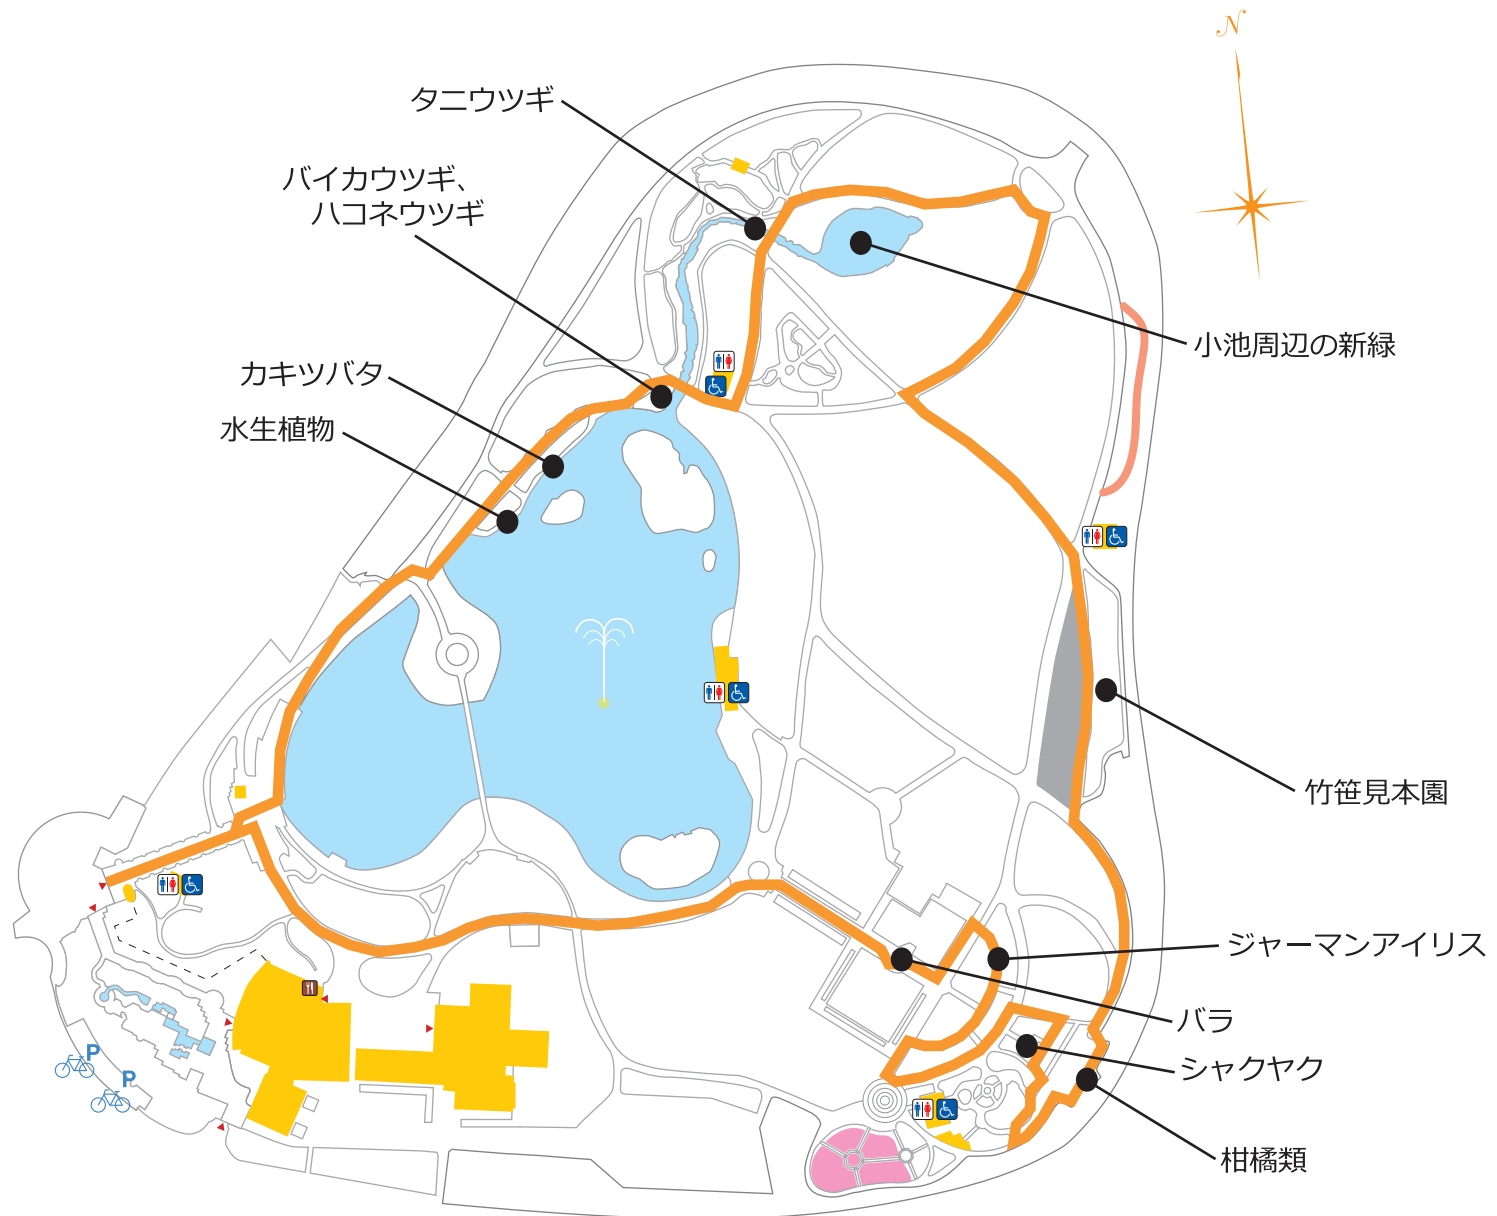 N
タニウツギ
バイカウツギ、
ハコネウツギ
小池周辺の新緑
カキツバタ
水生植物
竹笹見本園
ジャーマンアイリス
バラ
シャクヤク
柑橘類
P
P